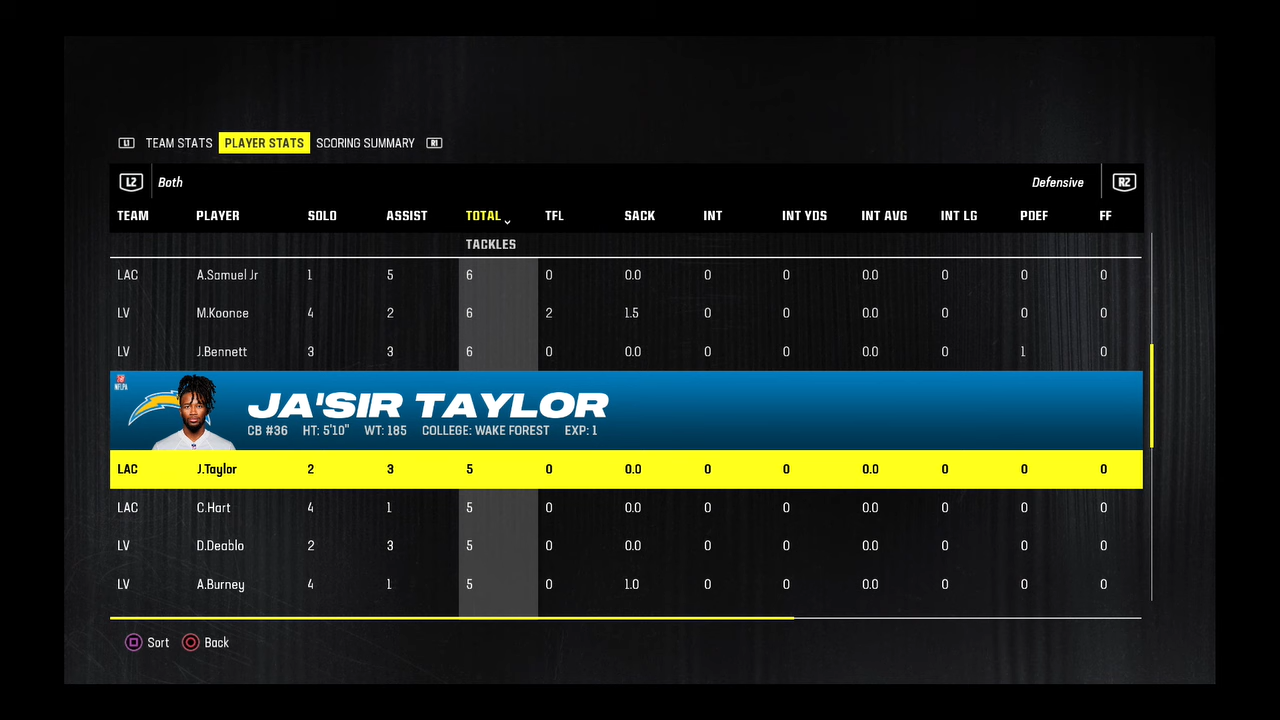 L1 TEAM STATS PLAYER STATS SCORING SUMMARY R1
L2 Both Defensive R2
TEAM PLAYER SOLO ASSIST TOTAL TFL SACK INT INT YDS INT AVG INT LG PDEF FF
TACKLES
LAC A.Samuel Jr 1 5 6 0 0.0 0 0 0.0 0 0 0
LV M.Koonce 4 2 6 2 1.5 0 0 0.0 0 0 0
LV J.Bennett 3 3 6 0 0.0 0 0 0.0 0 1 0
NFLPA
JA'SIR TAYLOR
CB #36 HT: 5'10" WT: 185 COLLEGE: WAKE FOREST EXP: 1
LAC J.Taylor 2 3 5 0 0.0 0 0 0.0 0 0 0
LAC C.Hart 4 1 5 0 0.0 0 0 0.0 0 0 0
LV D.Deablo 2 3 5 0 0.0 0 0 0.0 0 0 0
LV A.Burney 4 1 5 0 1.0 0 0 0.0 0 0 0
Sort Back